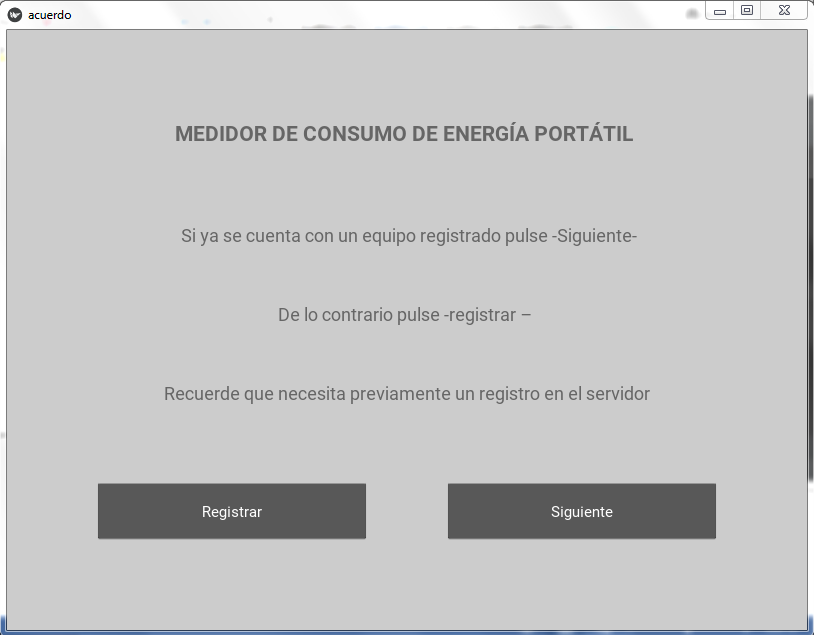 acuerdo
MEDIDOR DE CONSUMO DE ENERGÍA PORTÁTIL
Si ya se cuenta con un equipo registrado pulse -Siguiente-
De lo contrario pulse -registrar –
Recuerde que necesita previamente un registro en el servidor
Registrar
Siguiente